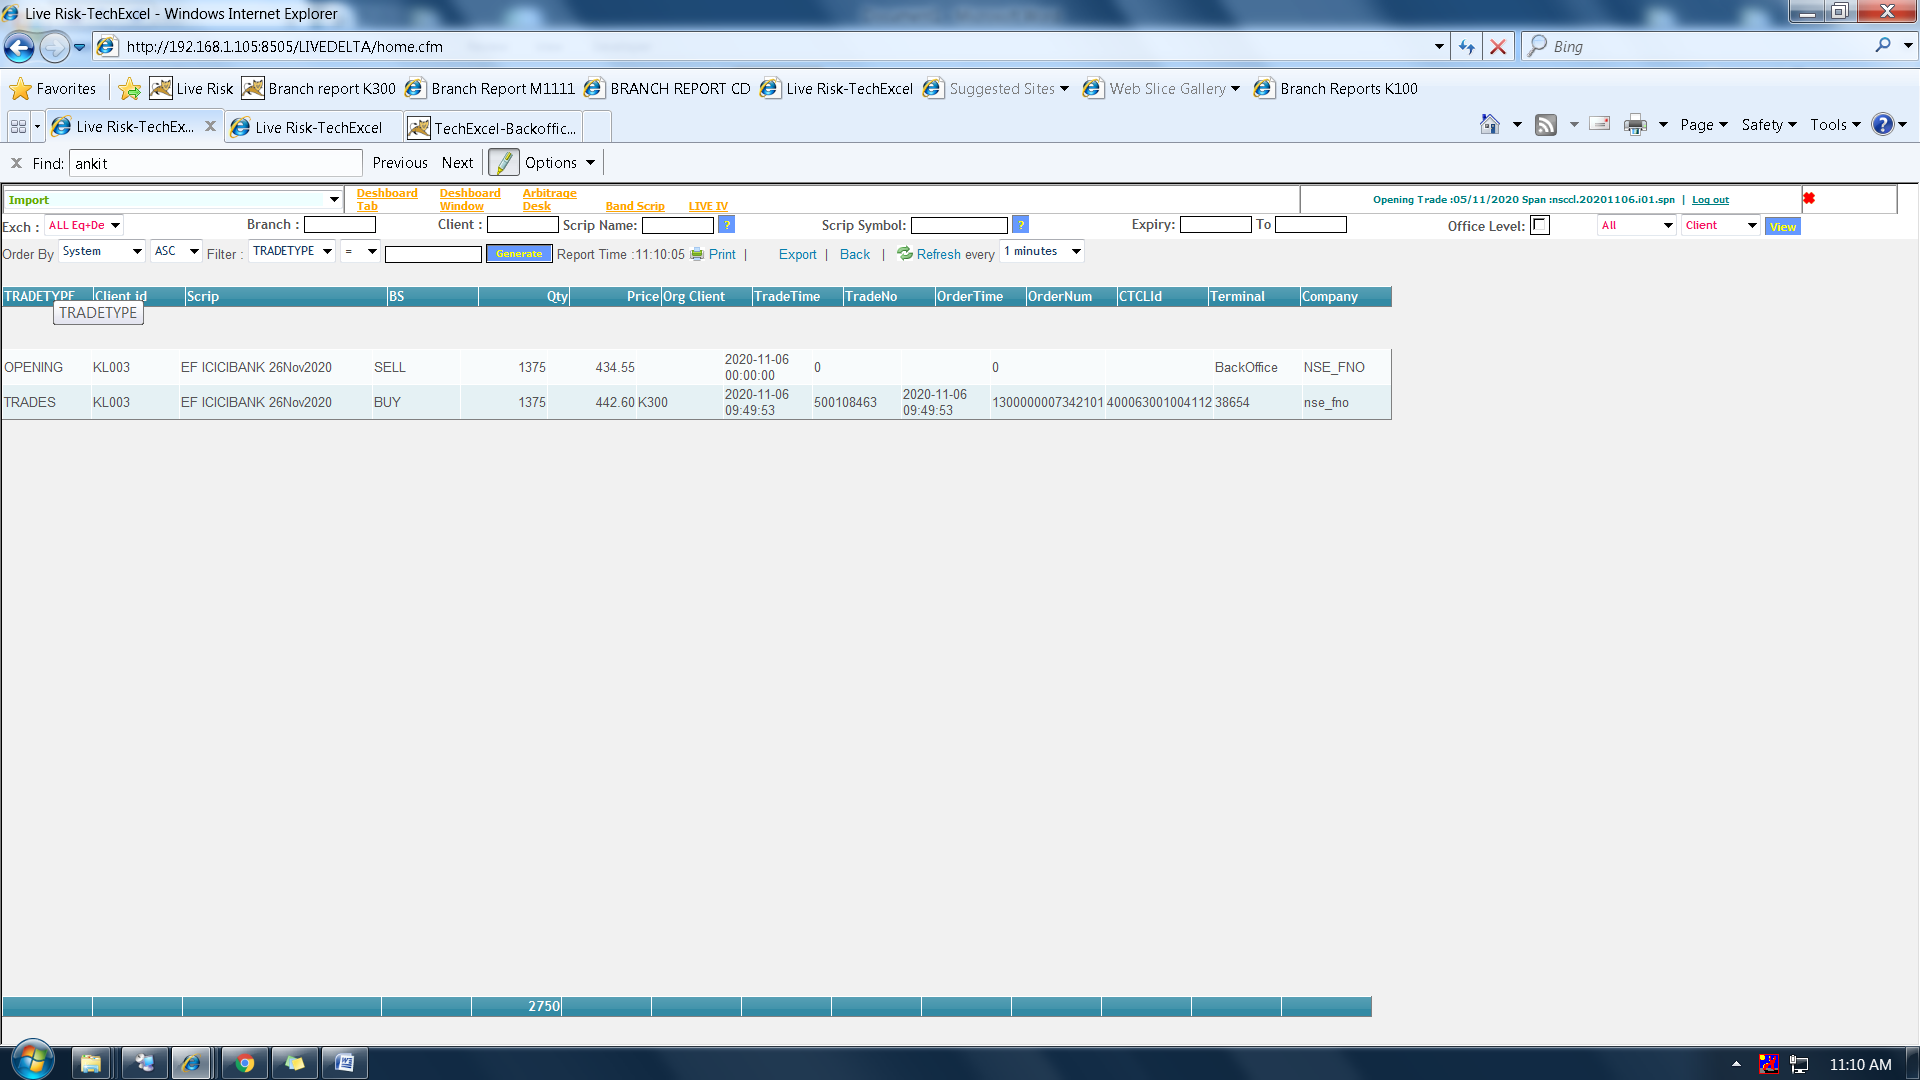 Live Risk-TechExcel - Windows Internet Explorer
http://192.168.1.105:8505/LIVEDELTA/home.cfm
Bing
Favorites Live Risk Branch report K300 Branch Report M1111 BRANCH REPORT CD Live Risk-TechExcel Suggested Sites Web Slice Gallery Branch Reports K100
Live Risk-TechEx... X Live Risk-TechExcel TechExcel-Backoffic... Page Safety Tools
x Find: ankit Previous Next Options
Import Deshboard Tab Deshboard Window Arbitrage Desk Band Scrip LIVE IV Opening Trade :05/11/2020 Span :nsccl.20201106.i01.spn | Log out
Exch : ALL Eq+De Branch : Client : Scrip Name: ? Scrip Symbol: ? Expiry: To Office Level: All Client View
Order By System ASC Filter : TRADETYPE = Generate Report Time :11:10:05 Print | Export | Back | Refresh every 1 minutes
TRADETYPE Client id Scrip BS Qty Price Org Client TradeTime TradeNo OrderTime OrderNum CTCLId Terminal Company
TRADETYPE
OPENING KL003 EF ICICIBANK 26Nov2020 SELL 1375 434.55 2020-11-06 00:00:00 0 0 BackOffice NSE_FNO
TRADES KL003 EF ICICIBANK 26Nov2020 BUY 1375 442.60 K300 2020-11-06 09:49:53 500108463 2020-11-06 09:49:53 1300000007342101 400063001004112 38654 nse_fno
2750
11:10 AM